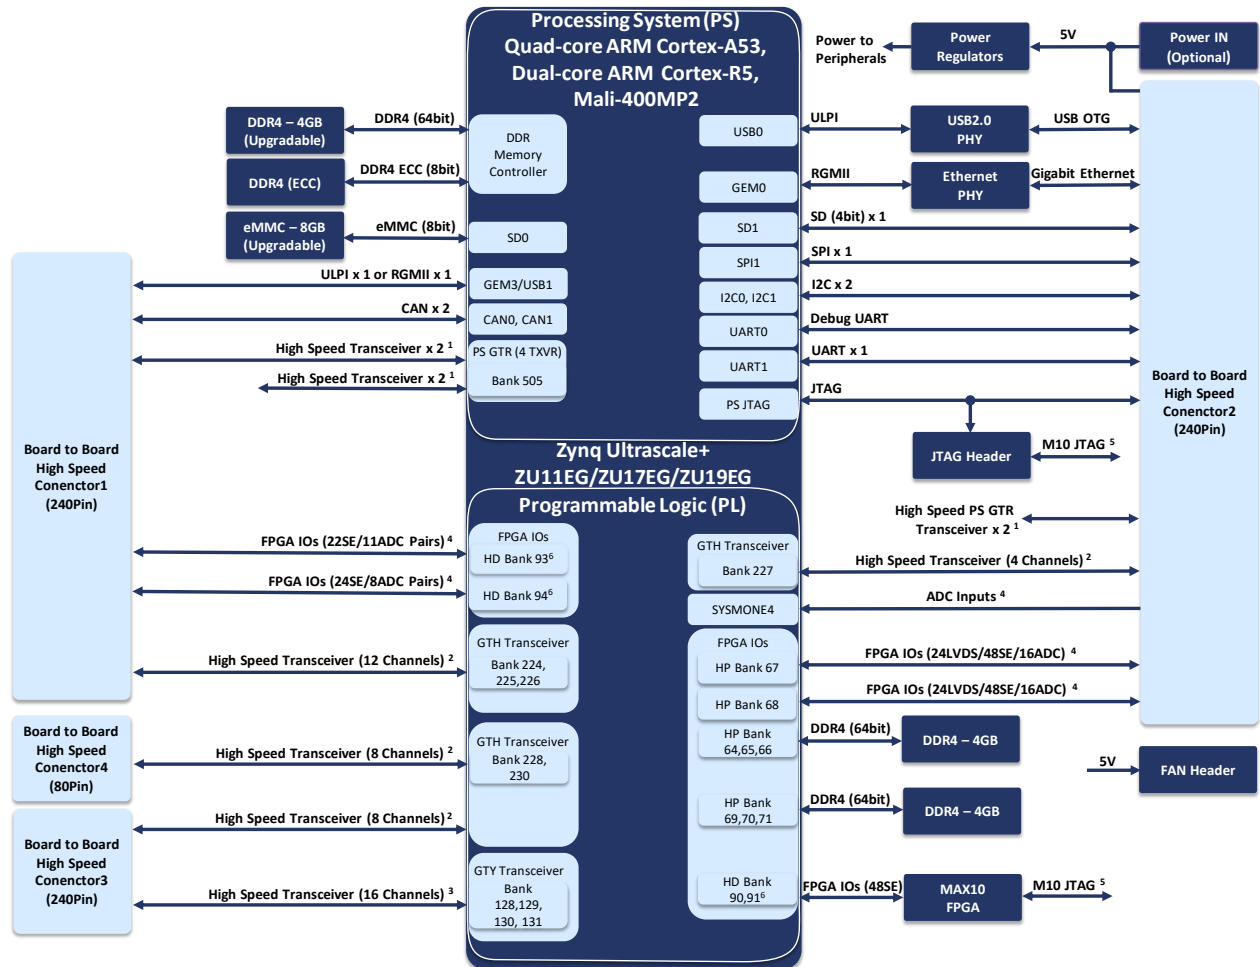 Processing System (PS)
Quad-core ARM Cortex-A53,
Dual-core ARM Cortex-R5,
Mali-400MP2
Power to
Peripherals
Power
Regulators
5V
Power IN
(Optional)
DDR4 – 4GB
(Upgradable)
DDR4 (64bit)
DDR
Memory
Controller
DDR4 (ECC)
DDR4 ECC (8bit)
eMMC – 8GB
(Upgradable)
eMMC (8bit)
SD0
ULPI x 1 or RGMII x 1
GEM3/USB1
CAN x 2
CAN0, CAN1
High Speed Transceiver x 2 ¹
PS GTR (4 TXVR)
High Speed Transceiver x 2 ¹
Bank 505
USB0
ULPI
USB2.0
PHY
USB OTG
GEM0
RGMII
Ethernet
PHY
Gigabit Ethernet
SD1
SD (4bit) x 1
SPI1
SPI x 1
I2C0, I2C1
I2C x 2
UART0
Debug UART
UART1
UART x 1
PS JTAG
JTAG
JTAG Header
M10 JTAG ⁵
Board to Board
High Speed
Conenctor2
(240Pin)
Board to Board
High Speed
Conenctor1
(240Pin)
Zynq Ultrascale+
ZU11EG/ZU17EG/ZU19EG
Programmable Logic (PL)
High Speed PS GTR
Transceiver x 2 ¹
FPGA IOs (22SE/11ADC Pairs) ⁴
FPGA IOs
HD Bank 93⁶
FPGA IOs (24SE/8ADC Pairs) ⁴
HD Bank 94⁶
High Speed Transceiver (12 Channels) ²
GTH Transceiver
Bank 224,
225,226
GTH Transceiver
Bank 227
High Speed Transceiver (4 Channels) ²
SYSMONE4
ADC Inputs ⁴
FPGA IOs
HP Bank 67
FPGA IOs (24LVDS/48SE/16ADC) ⁴
HP Bank 68
FPGA IOs (24LVDS/48SE/16ADC) ⁴
HP Bank
64,65,66
DDR4 (64bit)
DDR4 – 4GB
5V
FAN Header
HP Bank
69,70,71
DDR4 (64bit)
DDR4 – 4GB
HD Bank
90,91⁶
FPGA IOs (48SE)
MAX10
FPGA
M10 JTAG ⁵
Board to Board
High Speed
Conenctor4
(80Pin)
High Speed Transceiver (8 Channels) ²
GTH Transceiver
Bank 228,
230
High Speed Transceiver (8 Channels) ²
Board to Board
High Speed
Conenctor3
(240Pin)
High Speed Transceiver (16 Channels) ³
GTY Transceiver
Bank
128,129,
130, 131